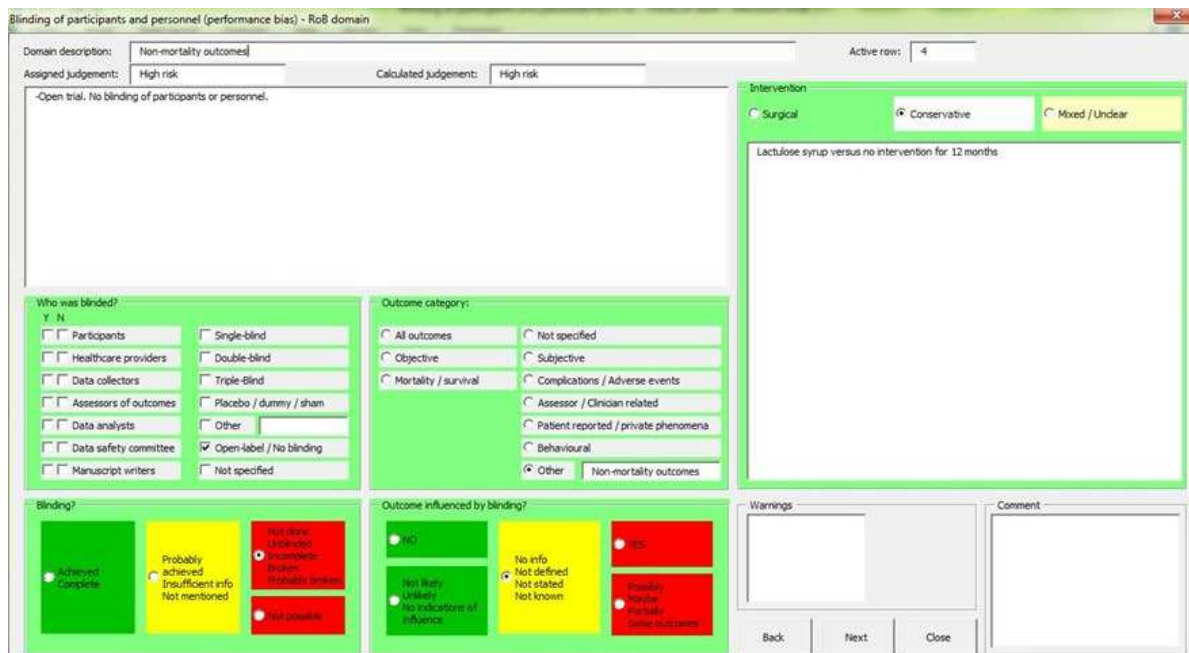 Blinding of participants and personnel (performance bias) - RoB domain
Domain description: Non-mortality outcomes
Active row: 4
Assigned judgement: High risk
Calculated judgement: High risk
-Open trial. No blinding of participants or personnel.
Intervention
Surgical
Conservative
Mixed / Unclear
Lactulose syrup versus no intervention for 12 months
Who was blinded?
Y N
Participants
Single-blind
Healthcare providers
Double-blind
Data collectors
Triple-Blind
Assessors of outcomes
Placebo / dummy / sham
Data analysts
Other
Data safety committee
Open-label / No blinding
Manuscript writers
Not specified
Outcome category:
All outcomes
Not specified
Objective
Subjective
Mortality / survival
Complications / Adverse events
Assessor / Clinician related
Patient reported / private phenomena
Behavioural
Other
Non-mortality outcomes
Blinding?
Achieved
Complete
Probably
achieved
Insufficient info
Not mentioned
Not done
Unblinded
Incomplete
Broken
Probably broken
Not possible
Outcome influenced by blinding?
NO
Not likely
Unlikely
No indications of
influence
No info
Not defined
Not stated
Not known
YES
Possibly
Maybe
Partially
Some outcomes
Warnings
Comment
Back
Next
Close